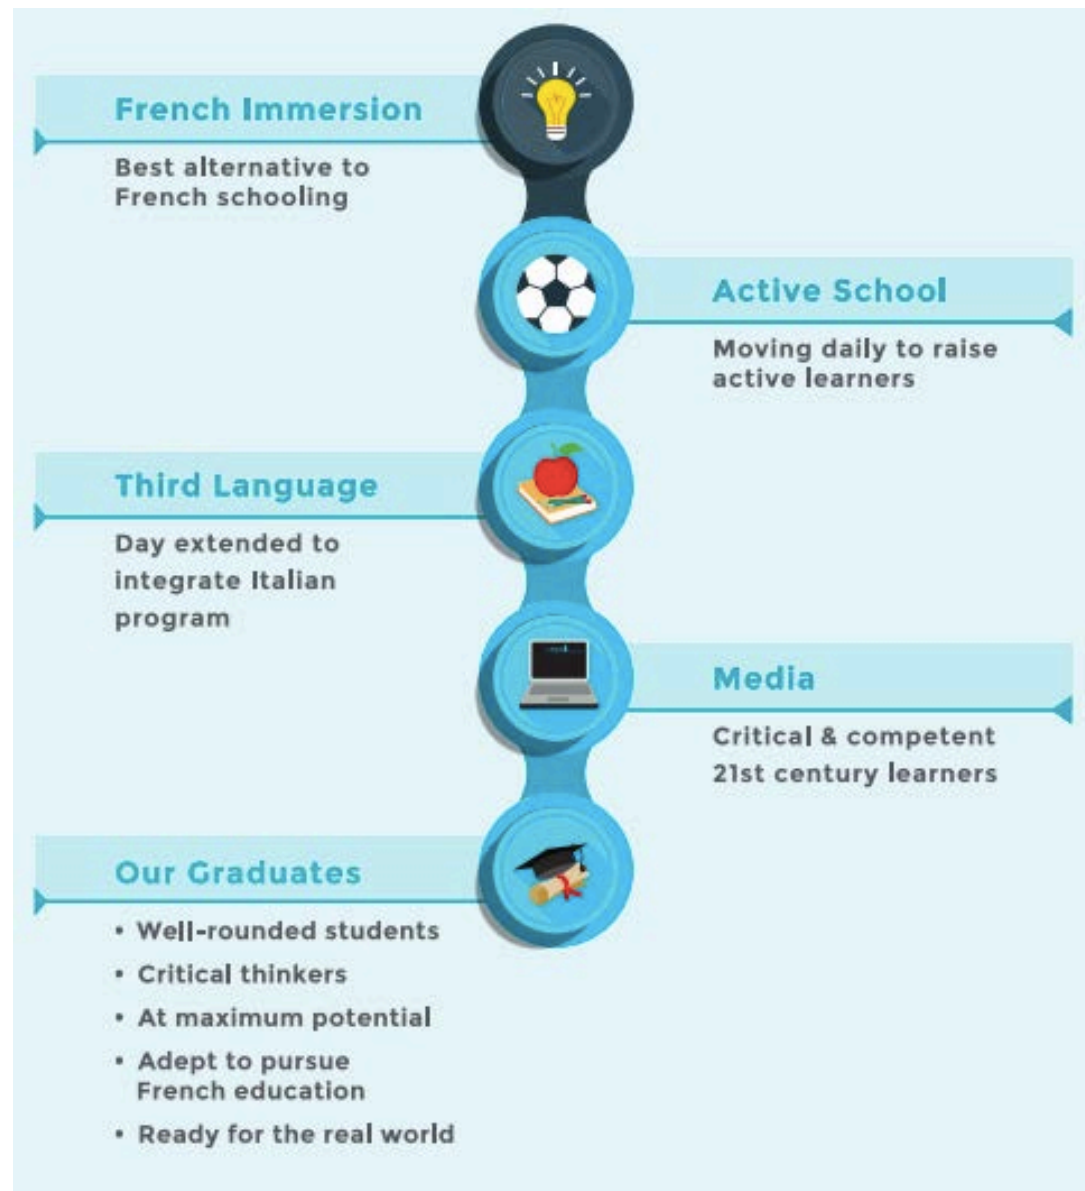 French Immersion
Best alternative to
French schooling
Active School
Moving daily to raise
active learners
Third Language
Day extended to
integrate Italian
program
Media
Critical & competent
21st century learners
Our Graduates
• Well-rounded students
• Critical thinkers
• At maximum potential
• Adept to pursue
French education
• Ready for the real world